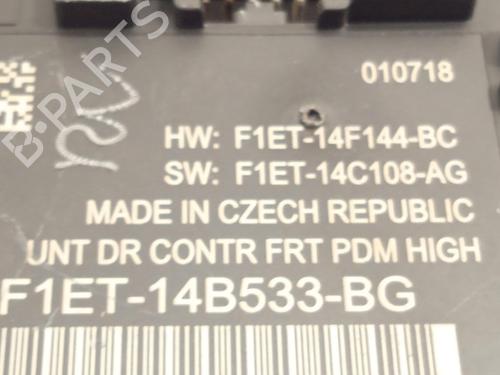 B-PARTS
010718
HW: F1ET-14F144-BC
SW: F1ET-14C108-AG
MADE IN CZECH REPUBLIC
UNT DR CONTR FRT PDM HIGH
F1ET-14B533-BG